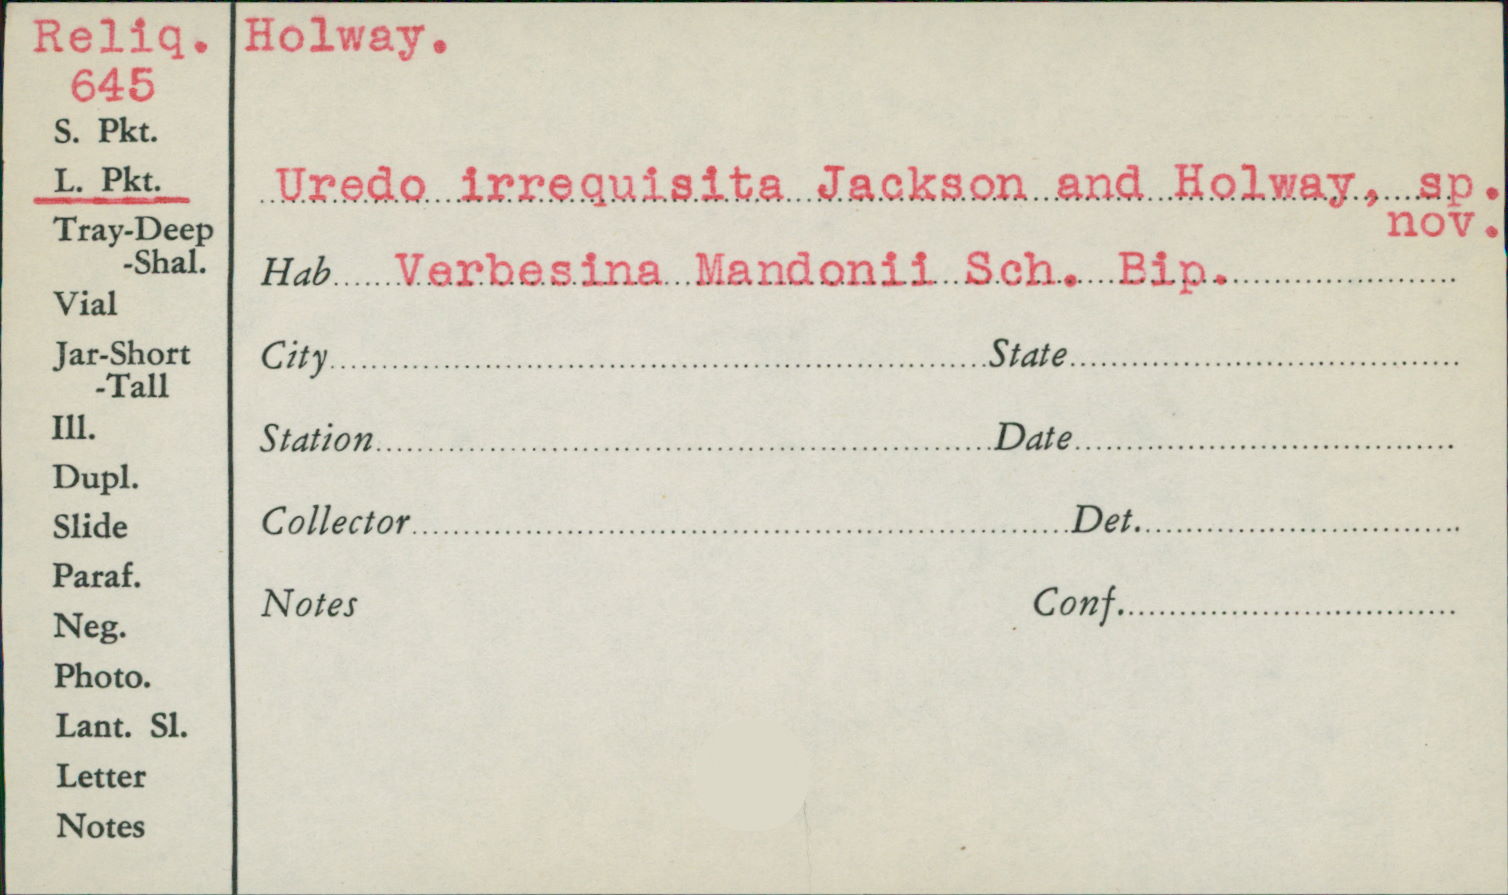 Reliq. Holway.
645
S. Pkt.
L. Pkt.
Uredo irrequisita Jackson and Holway, sp.
nov.
Tray-Deep
-Shal.
Hab Verbesina Mandonii Sch. Bip.
Vial
Jar-Short
-Tall
City State
Ill.
Station Date
Dupl.
Slide
Collector Det.
Paraf.
Notes Conf.
Neg.
Photo.
Lant. Sl.
Letter
Notes